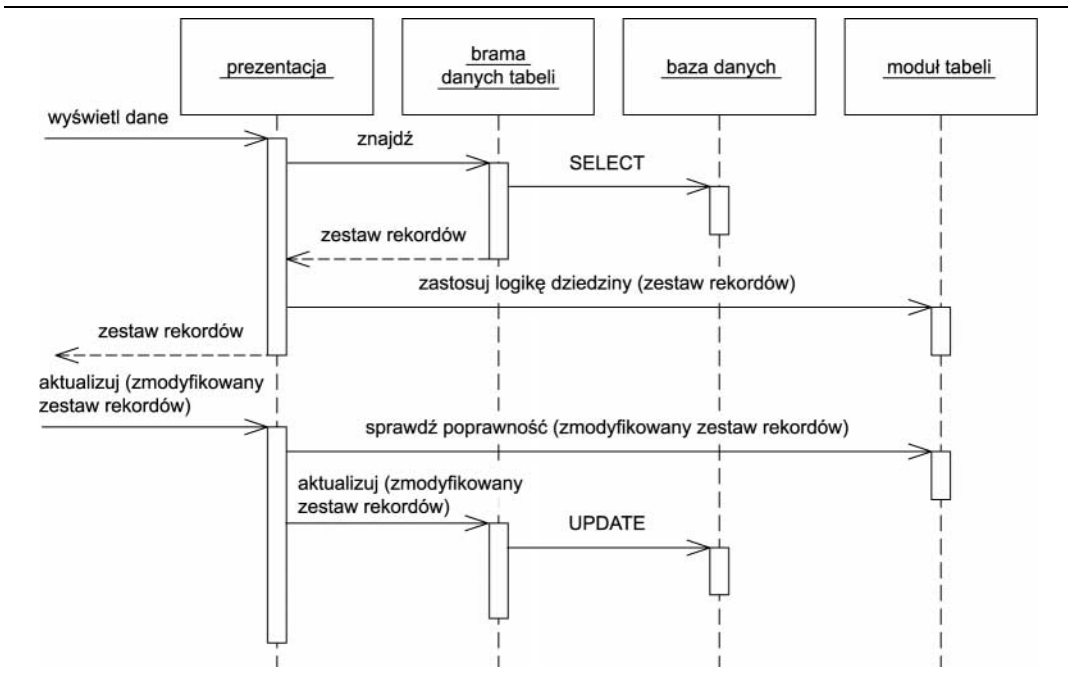 prezentacja
brama
danych tabeli
baza danych
moduł tabeli
wyświetl dane
znajdź
SELECT
zestaw rekordów
zastosuj logikę dziedziny (zestaw rekordów)
zestaw rekordów
aktualizuj (zmodyfikowany
zestaw rekordów)
sprawdź poprawność (zmodyfikowany zestaw rekordów)
aktualizuj (zmodyfikowany
zestaw rekordów)
UPDATE